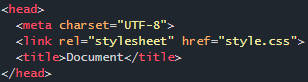 <head>
  <meta charset="UTF-8">
  <link rel="stylesheet" href="style.css">
  <title>Document</title>
</head>